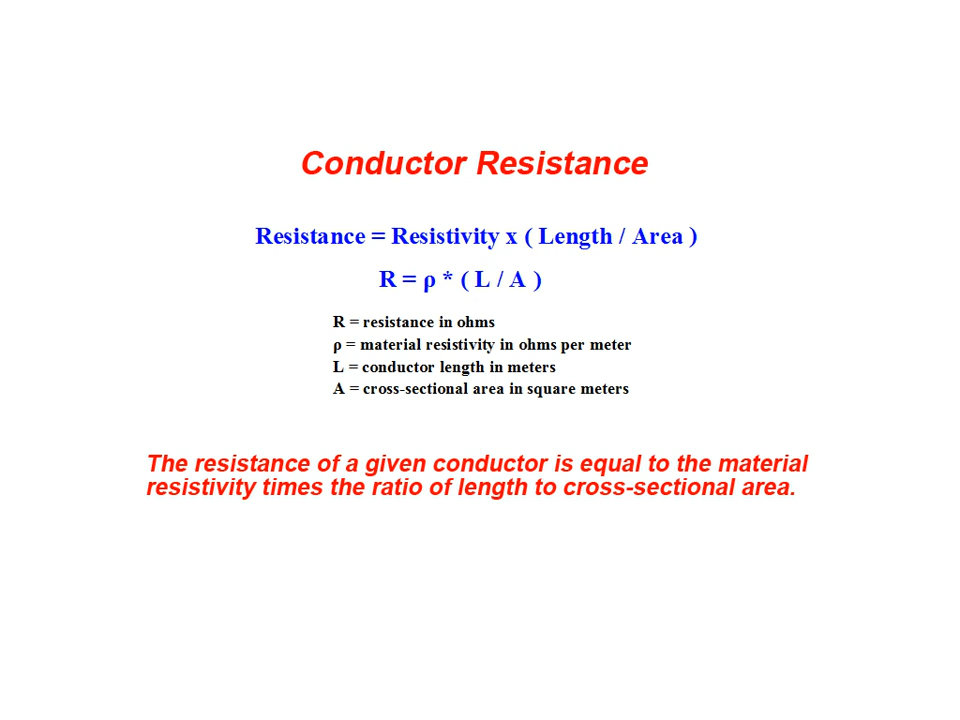 Conductor Resistance
Resistance = Resistivity x ( Length / Area )
R = ρ * ( L / A )
R = resistance in ohms
ρ = material resistivity in ohms per meter
L = conductor length in meters
A = cross-sectional area in square meters
The resistance of a given conductor is equal to the material
resistivity times the ratio of length to cross-sectional area.